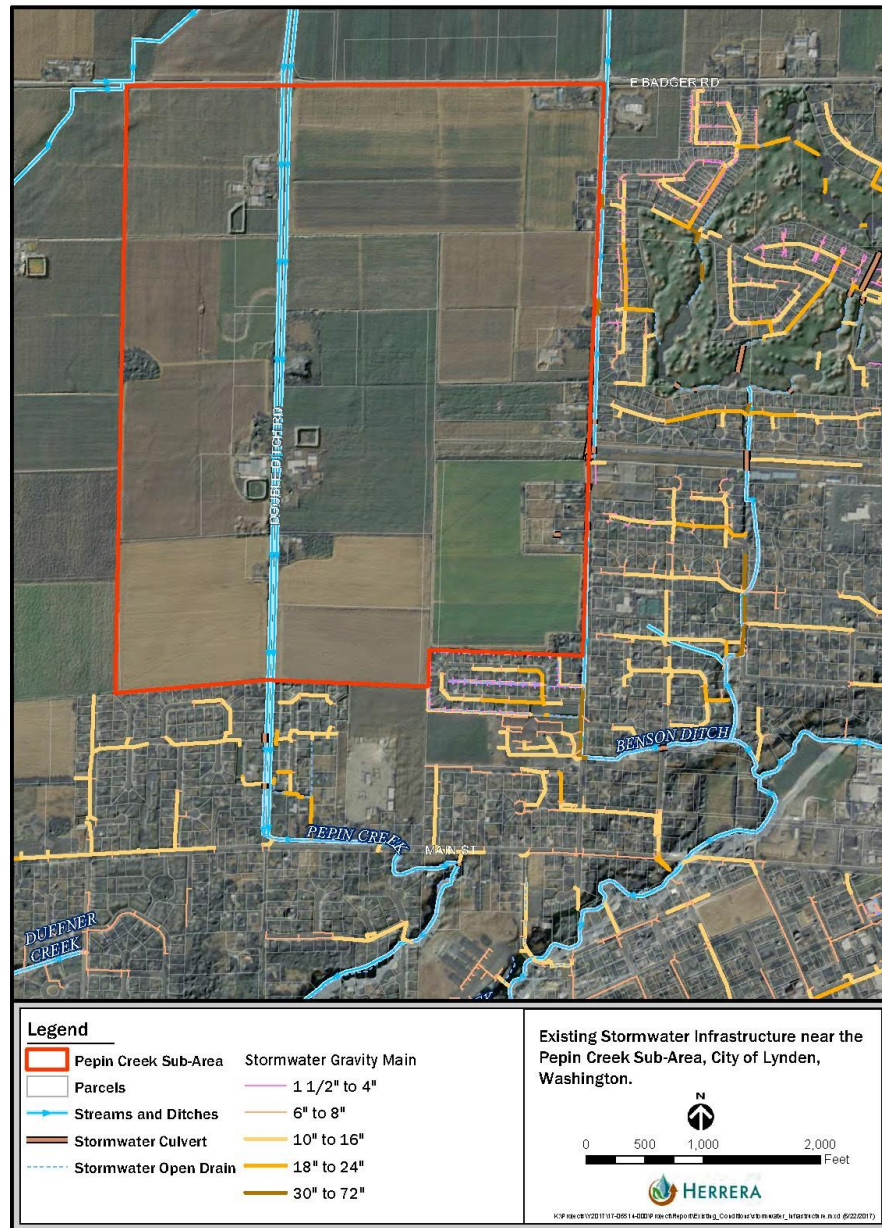 E BADGER RD
DOUBLE DITCH RD
BENSON DITCH
PEPIN CREEK
MAIN ST
DUFFNER
CREEK
Legend
Pepin Creek Sub-Area
Parcels
Streams and Ditches
Stormwater Culvert
Stormwater Open Drain
Stormwater Gravity Main
1 1/2" to 4"
6" to 8"
10" to 16"
18" to 24"
30" to 72"
Existing Stormwater Infrastructure near the
Pepin Creek Sub-Area, City of Lynden,
Washington.
N
0 500 1,000 2,000
Feet
HERRERA